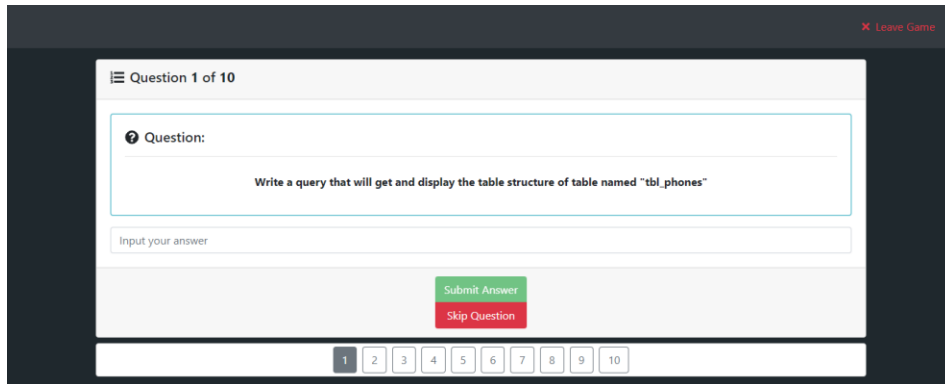 × Leave Game
Question 1 of 10
Question:
Write a query that will get and display the table structure of table named "tbl_phones"
Input your answer
Submit Answer
Skip Question
1 2 3 4 5 6 7 8 9 10